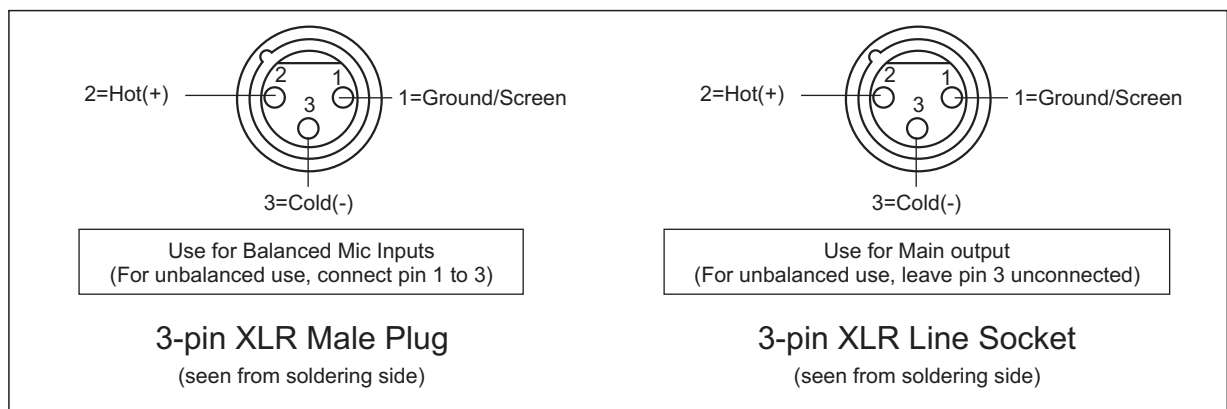 2
1
3
2=Hot(+)
1=Ground/Screen
3=Cold(-)
Use for Balanced Mic Inputs
(For unbalanced use, connect pin 1 to 3)
3-pin XLR Male Plug
(seen from soldering side)
2
1
3
2=Hot(+)
1=Ground/Screen
3=Cold(-)
Use for Main output
(For unbalanced use, leave pin 3 unconnected)
3-pin XLR Line Socket
(seen from soldering side)